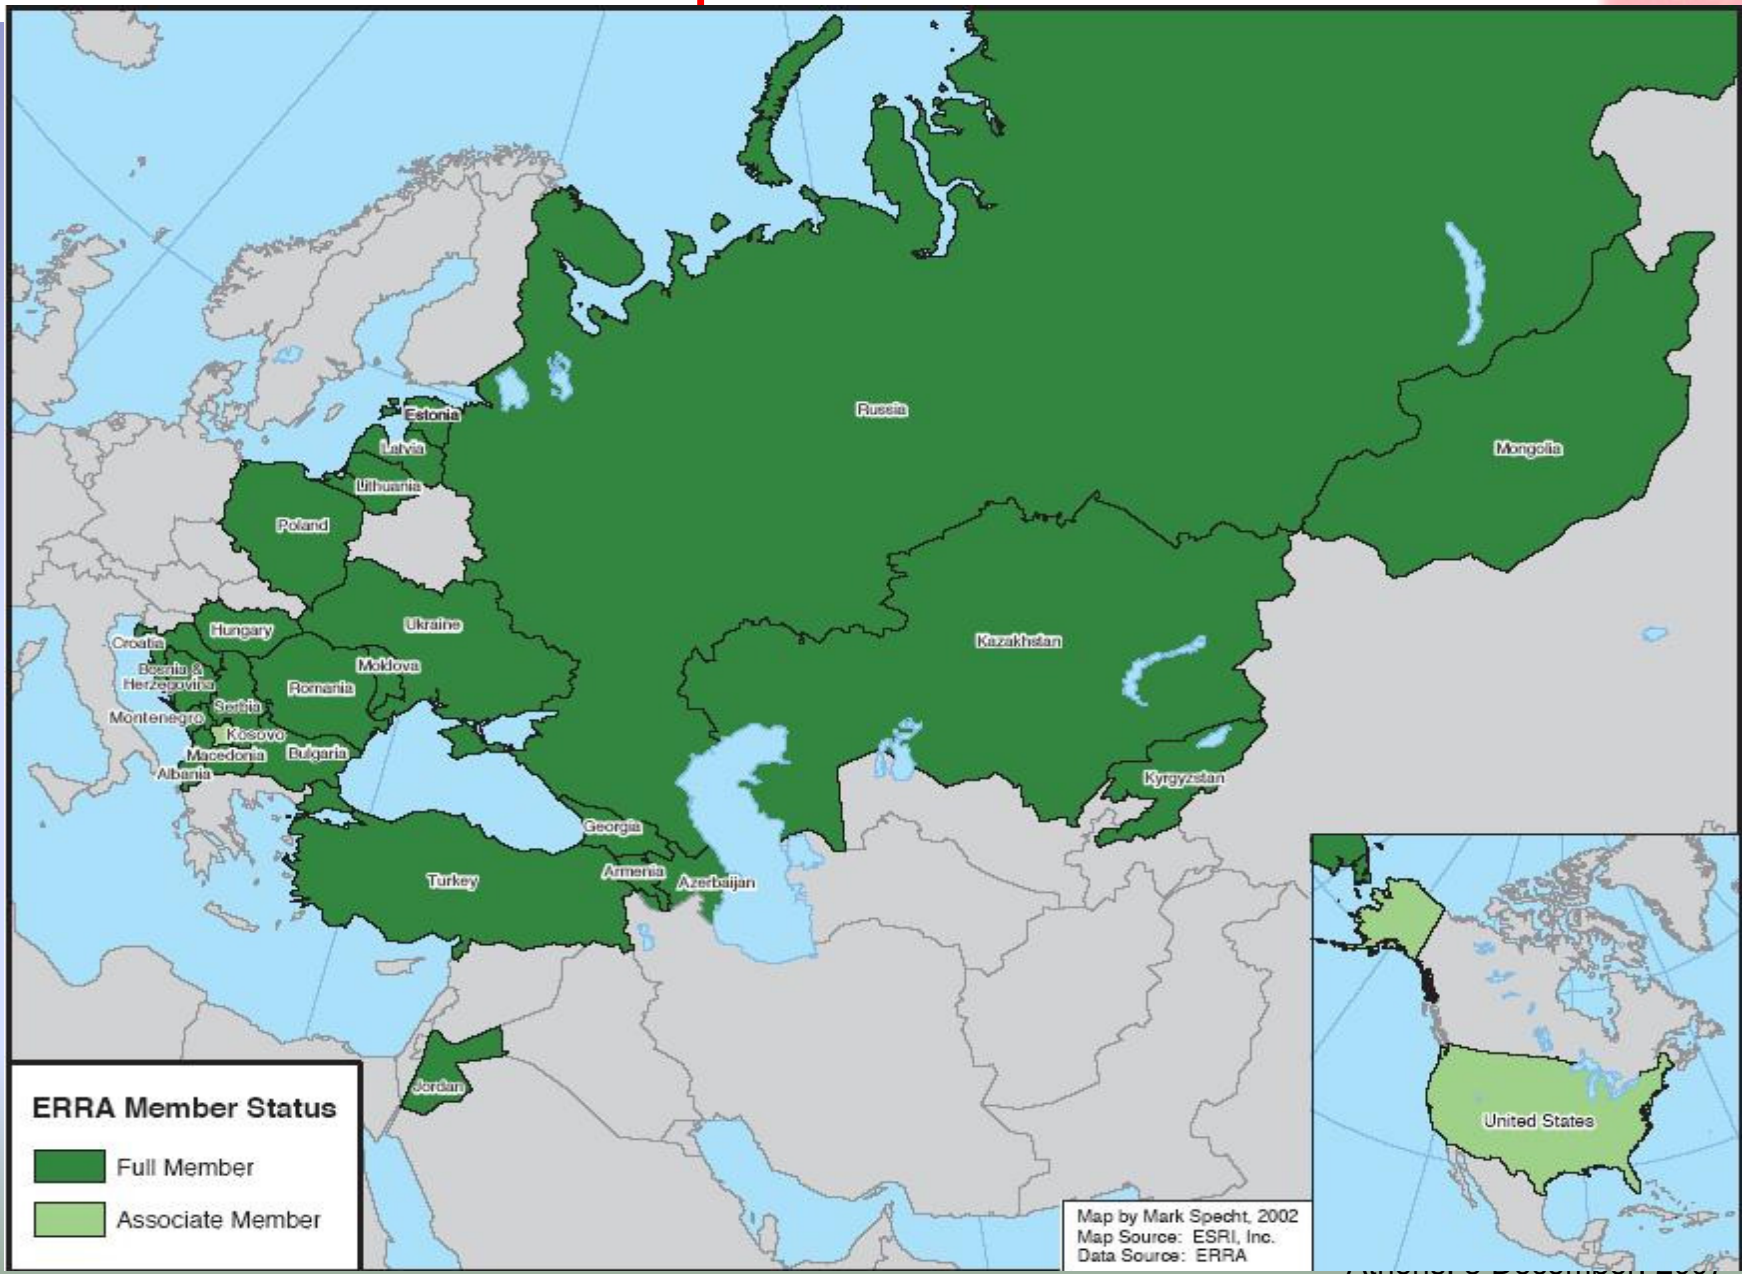 Russia
Mongolia
Estonia
Latvia
Lithuania
Poland
Ukraine
Kazakhstan
Hungary
Croatia
Moldova
Bosnia &
Herzegovina
Romania
Serbia
Montenegro
Kosovo
Macedonia
Bulgaria
Albania
Kyrgyzstan
Georgia
Armenia
Azerbaijan
Turkey
Jordan
United States
ERRA Member Status
Full Member
Associate Member
Map by Mark Specht, 2002
Map Source: ESRI, Inc.
Data Source: ERRA